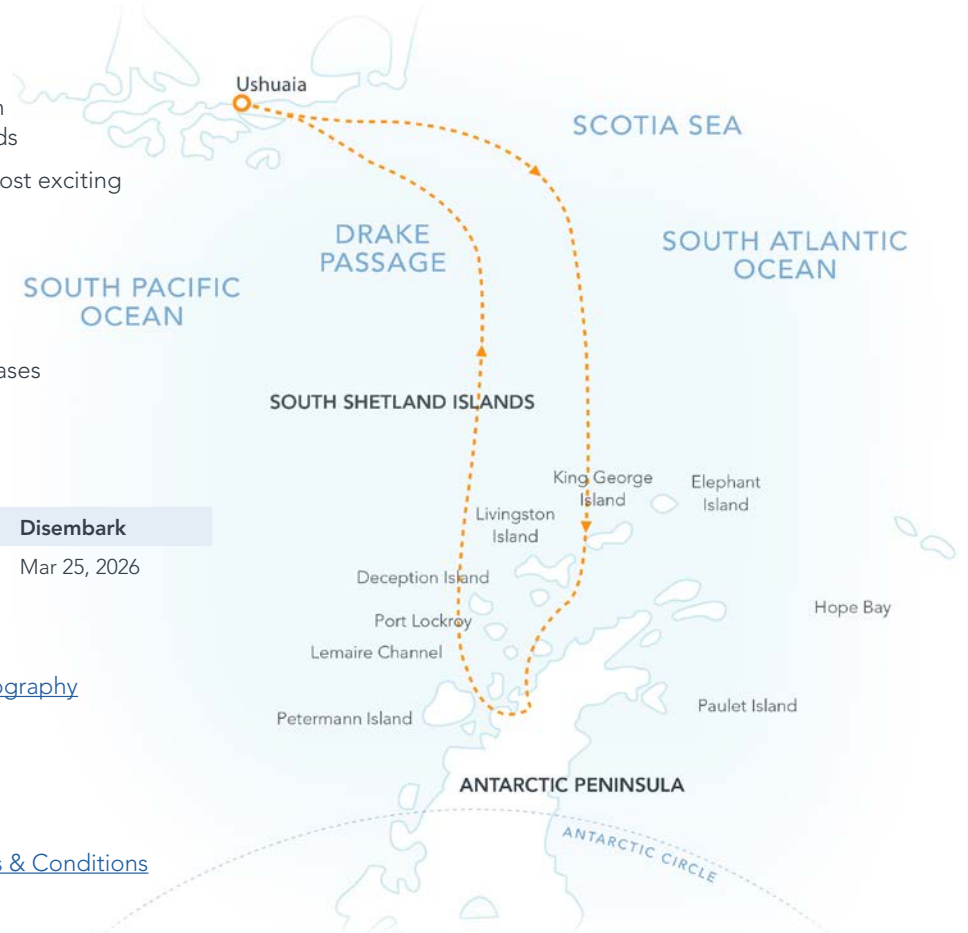 Ushuaia
n
ds
ost exciting
SCOTIA SEA
DRAKE
PASSAGE
SOUTH ATLANTIC
OCEAN
SOUTH PACIFIC
OCEAN
ases
SOUTH SHETLAND ISLANDS
King George
Island
Elephant
Island
Livingston
Island
Disembark
Mar 25, 2026
Deception Island
Port Lockroy
Hope Bay
Lemaire Channel
ography
Petermann Island
Paulet Island
ANTARCTIC PENINSULA
ANTARCTIC CIRCLE
s & Conditions